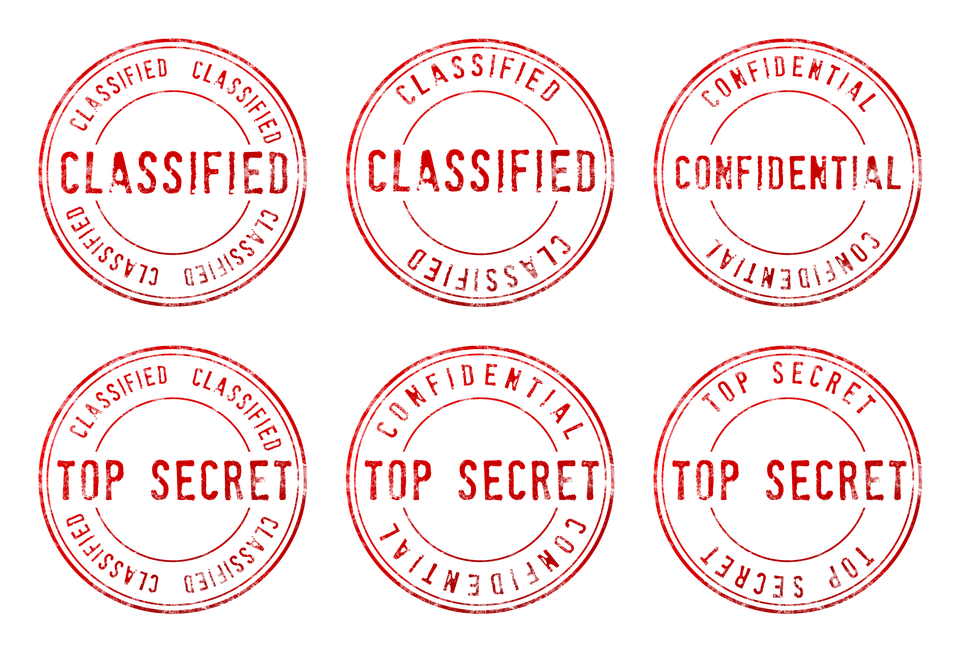 CLASSIFIED CLASSIFIED
CLASSIFIED
CLASSIFIED CLASSIFIED
CLASSIFIED
CLASSIFIED
CLASSIFIED
CONFIDENTIAL
CONFIDENTIAL
CONFIDENTIAL
CLASSIFIED CLASSIFIED
TOP SECRET
CLASSIFIED CLASSIFIED
CONFIDENTIAL
TOP SECRET
CONFIDENTIAL
TOP SECRET
TOP SECRET
TOP SECRET